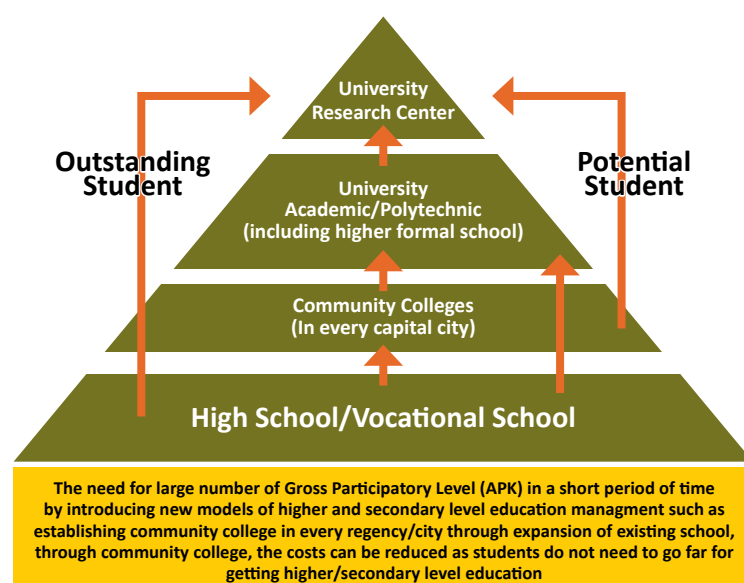 University
Research Center
Outstanding
Student
Potential
Student
University
Academic/Polytechnic
(including higher formal school)
Community Colleges
(In every capital city)
High School/Vocational School
The need for large number of Gross Participatory Level (APK) in a short period of time
by introducing new models of higher and secondary level education managment such as
establishing community college in every regency/city through expansion of existing school,
through community college, the costs can be reduced as students do not need to go far for
getting higher/secondary level education